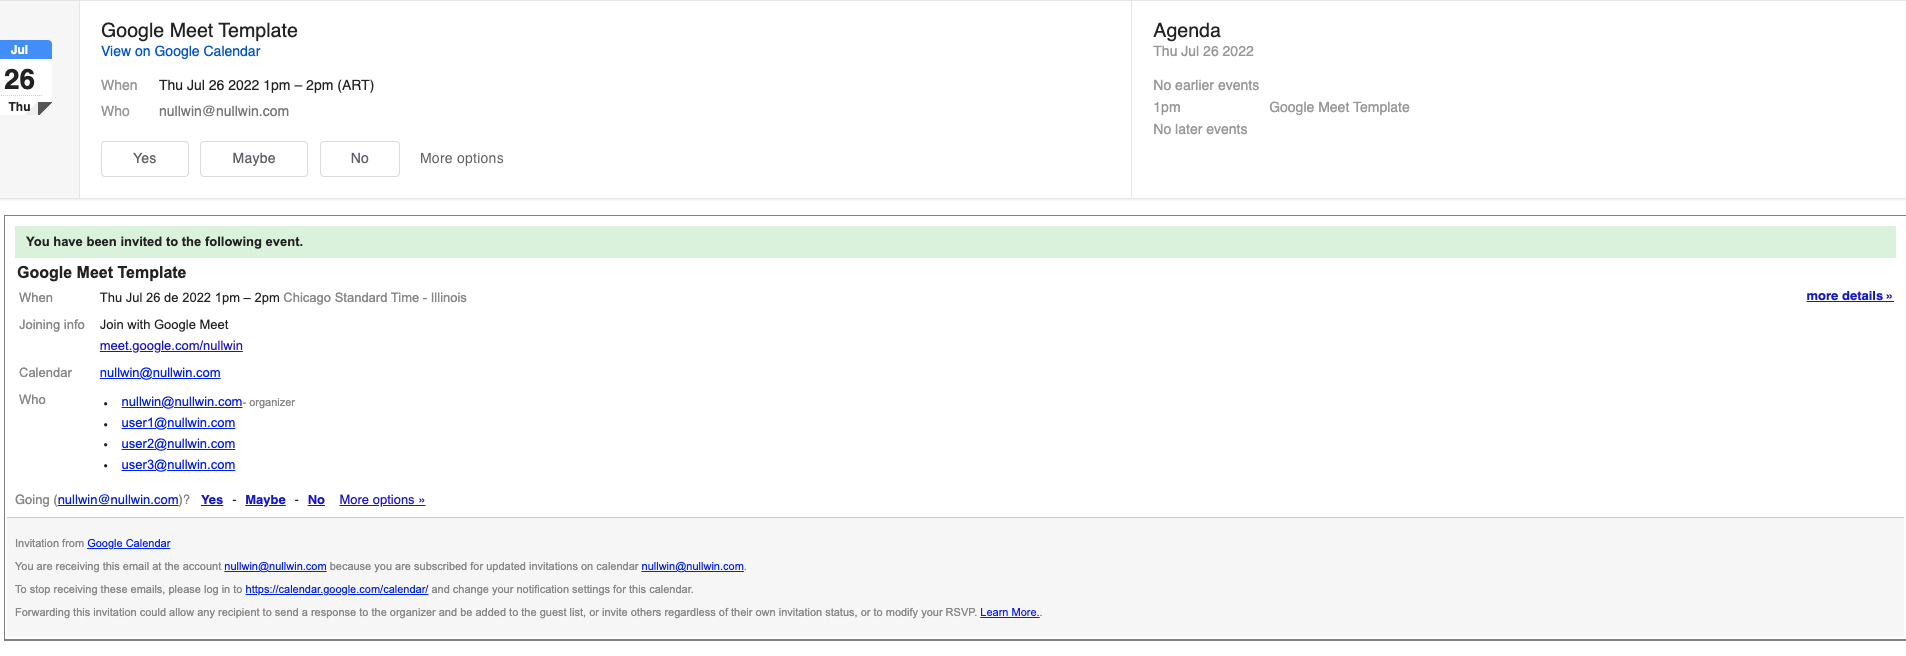 Jul
26
Thu
Google Meet Template
View on Google Calendar
When Thu Jul 26 2022 1pm – 2pm (ART)
Who nullwin@nullwin.com
Yes Maybe No More options
Agenda
Thu Jul 26 2022
No earlier events
1pm Google Meet Template
No later events
You have been invited to the following event.
Google Meet Template
When Thu Jul 26 de 2022 1pm – 2pm Chicago Standard Time - Illinois
more details »
Joining info Join with Google Meet
meet.google.com/nullwin
Calendar nullwin@nullwin.com
Who
• nullwin@nullwin.com- organizer
• user1@nullwin.com
• user2@nullwin.com
• user3@nullwin.com
Going (nullwin@nullwin.com)? Yes - Maybe - No More options »
Invitation from Google Calendar
You are receiving this email at the account nullwin@nullwin.com because you are subscribed for updated invitations on calendar nullwin@nullwin.com.
To stop receiving these emails, please log in to https://calendar.google.com/calendar/ and change your notification settings for this calendar.
Forwarding this invitation could allow any recipient to send a response to the organizer and be added to the guest list, or invite others regardless of their own invitation status, or to modify your RSVP. Learn More..